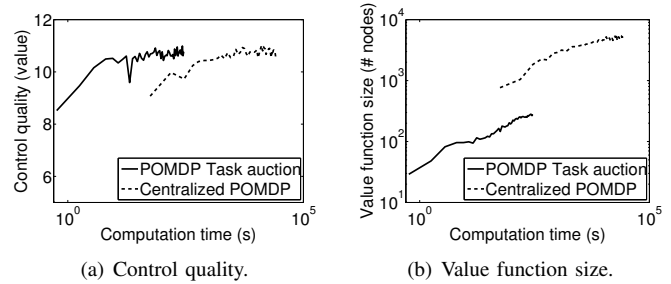 12
10
8
6
Control quality (value)
10^0
10^5
Computation time (s)
POMDP Task auction
Centralized POMDP
(a) Control quality.
10^4
10^3
10^2
10^1
Value function size (# nodes)
10^0
10^5
Computation time (s)
POMDP Task auction
Centralized POMDP
(b) Value function size.